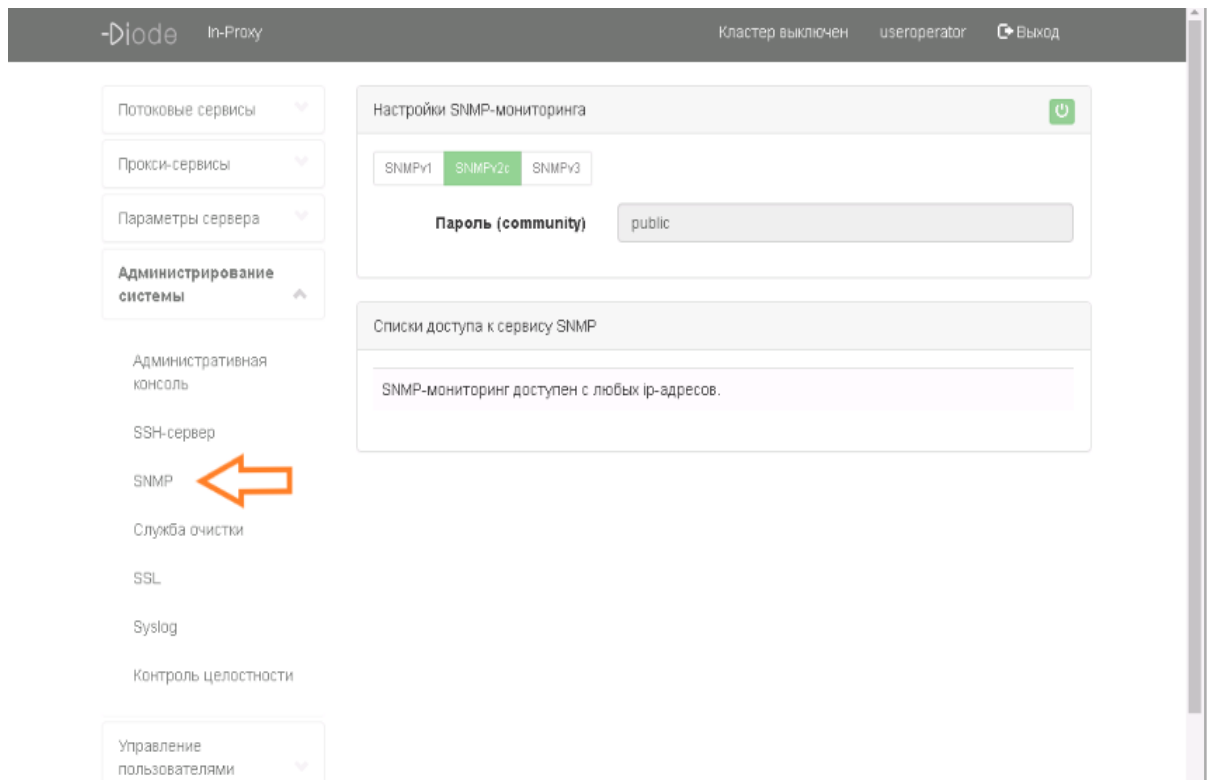 -Diode In-Proxy Кластер выключен useroperator Выход
Потоковые сервисы
Прокси-сервисы
Параметры сервера
Администрирование
системы
Административная
консоль
SSH-сервер
SNMP
Служба очистки
SSL
Syslog
Контроль целостности
Управление
пользователями
Настройки SNMP-мониторинга
SNMPv1 SNMPv2c SNMPv3
Пароль (community) public
Списки доступа к сервису SNMP
SNMP-мониторинг доступен с любых ip-адресов.